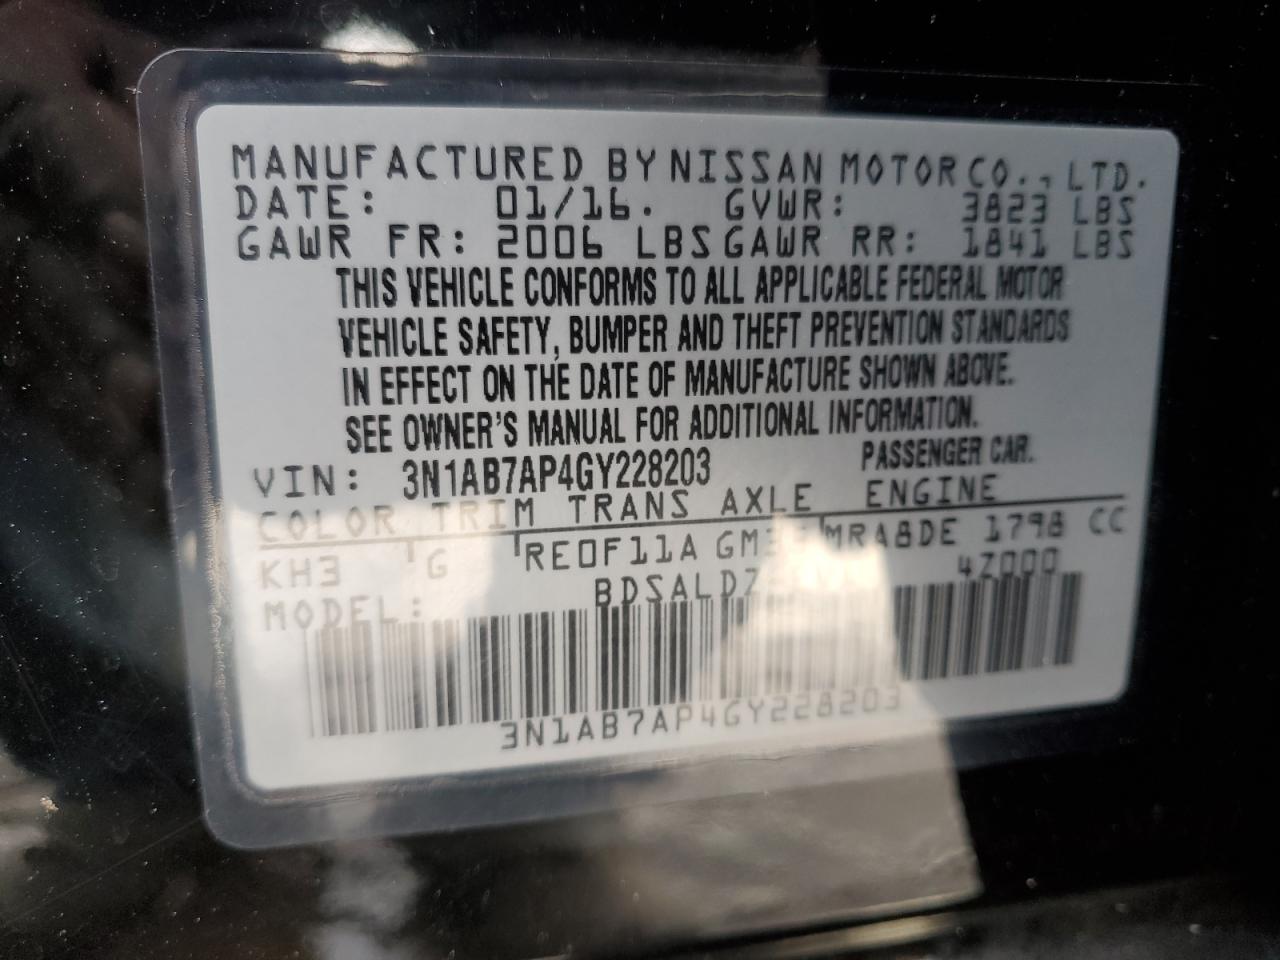 MANUFACTURED BY NISSAN MOTOR CO., LTD.
DATE: 01/16. GVWR: 3823 LBS
GAWR FR: 2006 LBS GAWR RR: 1841 LBS
THIS VEHICLE CONFORMS TO ALL APPLICABLE FEDERAL MOTOR
VEHICLE SAFETY, BUMPER AND THEFT PREVENTION STANDARDS
IN EFFECT ON THE DATE OF MANUFACTURE SHOWN ABOVE.
SEE OWNER'S MANUAL FOR ADDITIONAL INFORMATION.
VIN: 3N1AB7AP4GY228203 PASSENGER CAR.
COLOR TRIM TRANS AXLE ENGINE
KH3 G RE0F11A MRA8DE 1798 CC
MODEL: 4Z000
3N1AB7AP4GY228203